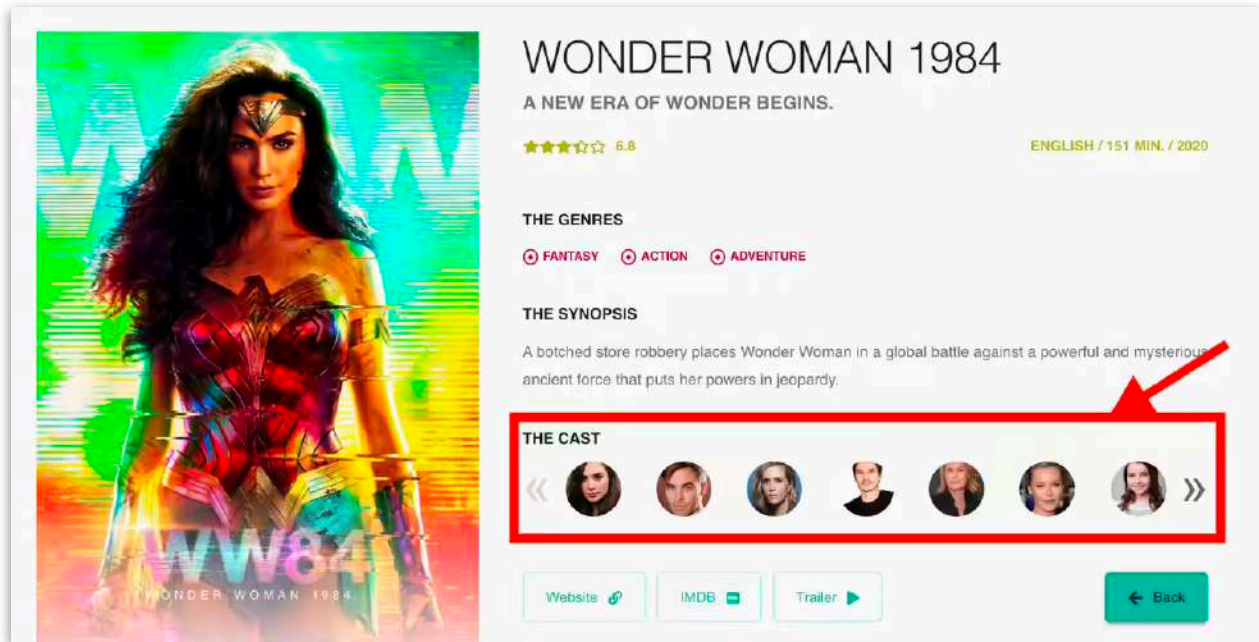 WONDER WOMAN 1984
A NEW ERA OF WONDER BEGINS.
6.8
ENGLISH / 151 MIN. / 2020
THE GENRES
FANTASY ACTION ADVENTURE
THE SYNOPSIS
A botched store robbery places Wonder Woman in a global battle against a powerful and mysterious
ancient force that puts her powers in jeopardy.
THE CAST
Website IMDB Trailer Back
WW84
WONDER WOMAN 1984